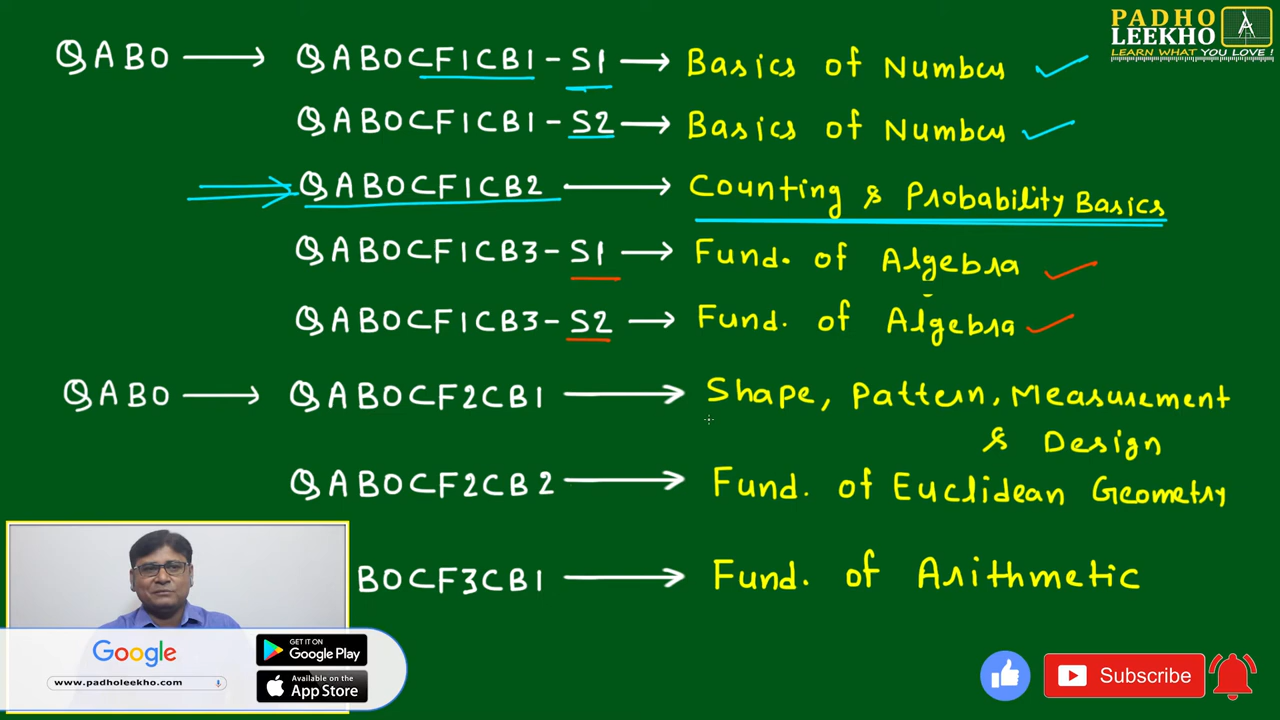 PADHO
LEEKHO
LEARN WHAT YOU LOVE !
QABO → QABOCF1CB1 - S1 → Basics of Number ✓
QABOCF1CB1 - S2 → Basics of Number ✓
⇒ QABOCF1CB2 → Counting & Probability Basics
QABOCF1CB3 - S1 → Fund. of Algebra ✓
QABOCF1CB3 - S2 → Fund. of Algebra ✓
QABO → QABOCF2CB1 → Shape, Pattern, Measurement
& Design
QABOCF2CB2 → Fund. of Euclidean Geometry
BOCF3CB1 → Fund. of Arithmetic
Google
www.padholeekho.com
GET IT ON
Google Play
Available on the
App Store
Subscribe